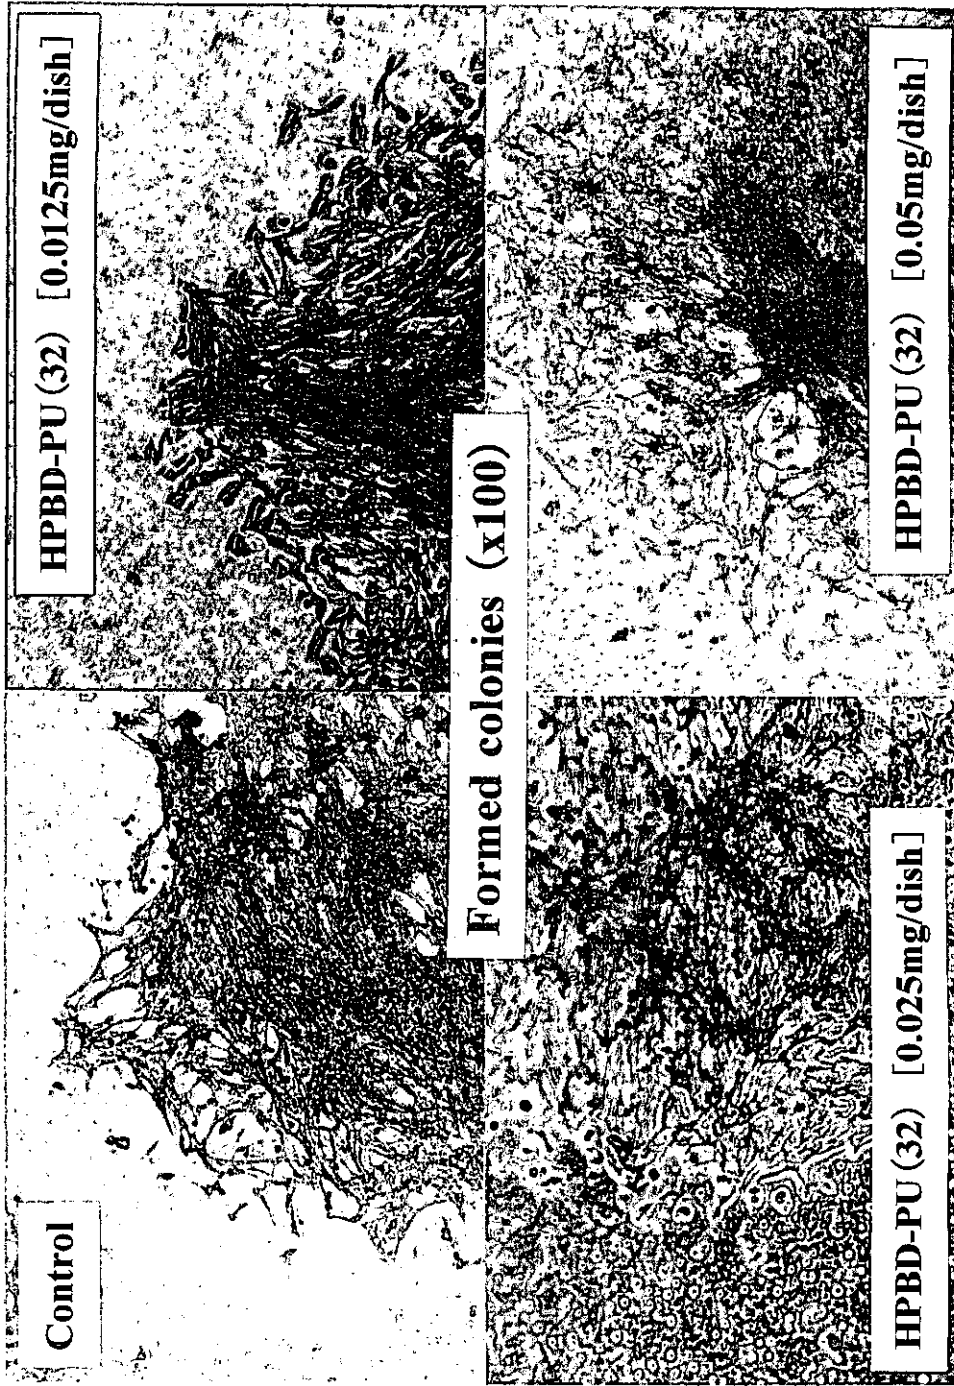 Control
HPBD-PU (32) [0.0125mg/dish]
Formed colonies (x100)
HPBD-PU (32) [0.025mg/dish]
HPBD-PU (32) [0.05mg/dish]